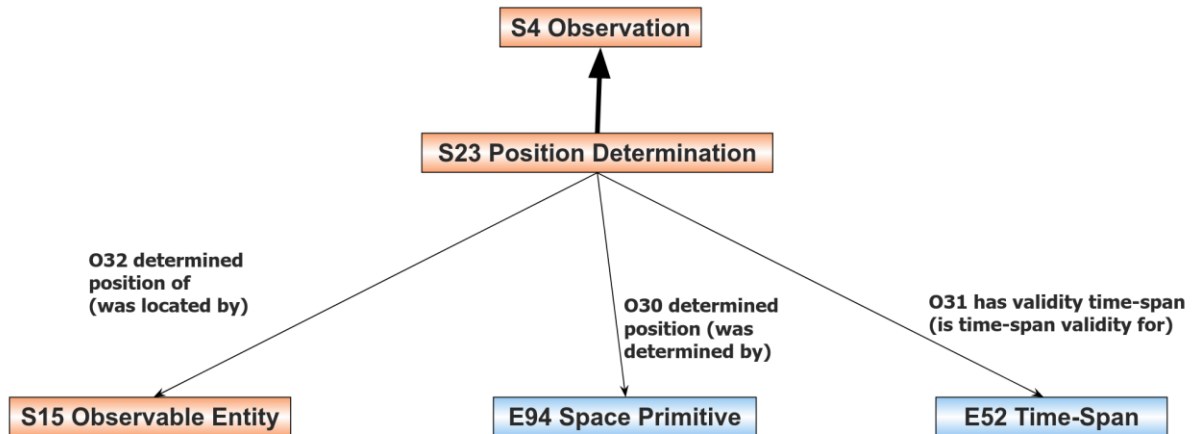 S4 Observation
S23 Position Determination
O32 determined
position of
(was located by)
O30 determined
position (was
determined by)
O31 has validity time-span
(is time-span validity for)
S15 Observable Entity
E94 Space Primitive
E52 Time-Span